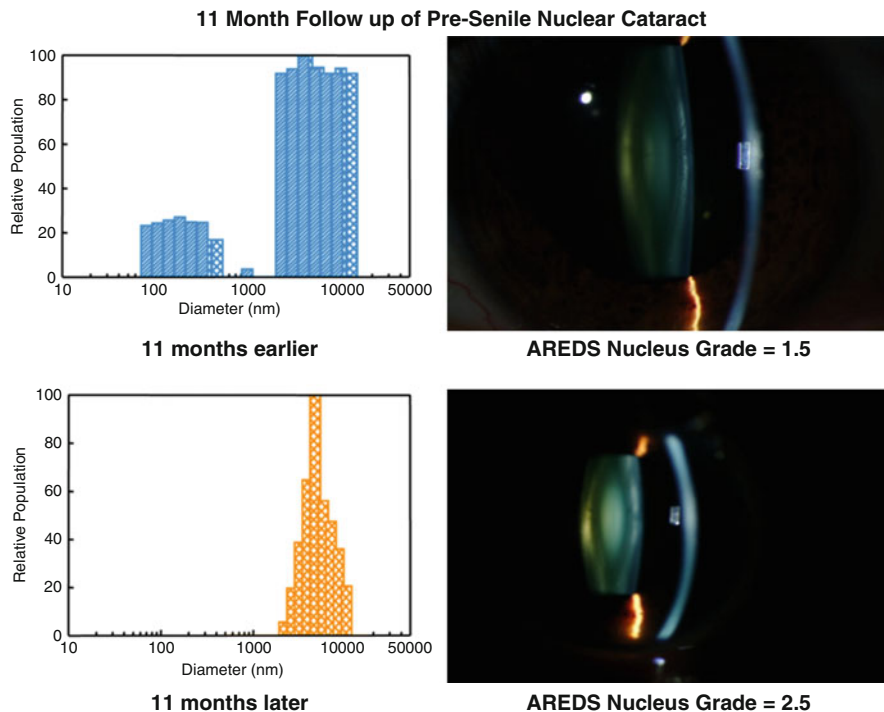 11 Month Follow up of Pre-Senile Nuclear Cataract
Relative Population
100
80
60
40
20
0
10
100
1000
10000
50000
Diameter (nm)
11 months earlier
AREDS Nucleus Grade = 1.5
Relative Population
100
80
60
40
20
0
10
100
1000
10000
50000
Diameter (nm)
11 months later
AREDS Nucleus Grade = 2.5